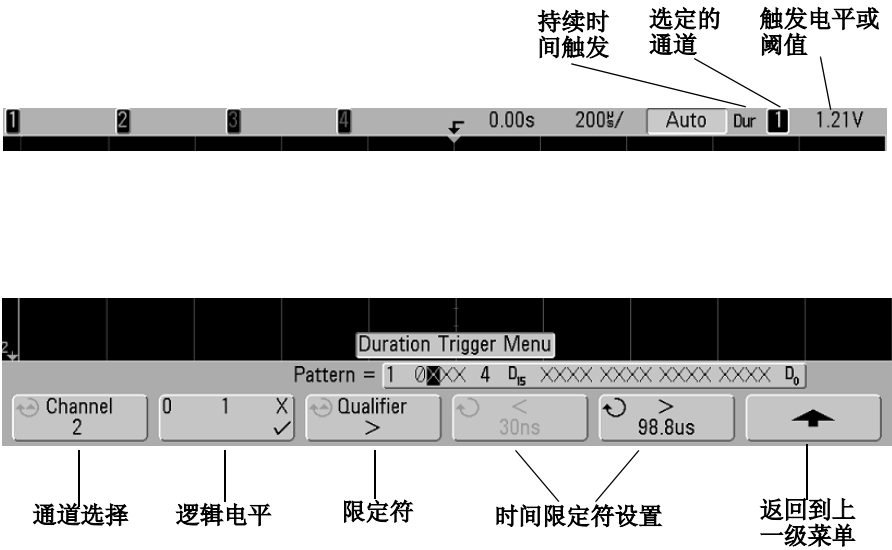 持续时
间触发
选定的
通道
触发电平或
阈值
1 2 3 4 0.00s 200us/ Auto Dur 1 1.21V
2
Duration Trigger Menu
Pattern = 1 0XXX 4 D15 XXXX XXXX XXXX XXXX D0
Channel
2
0 1 X
✓
Qualifier
>
<
30ns
>
98.8us
通道选择
逻辑电平
限定符
时间限定符设置
返回到上
一级菜单